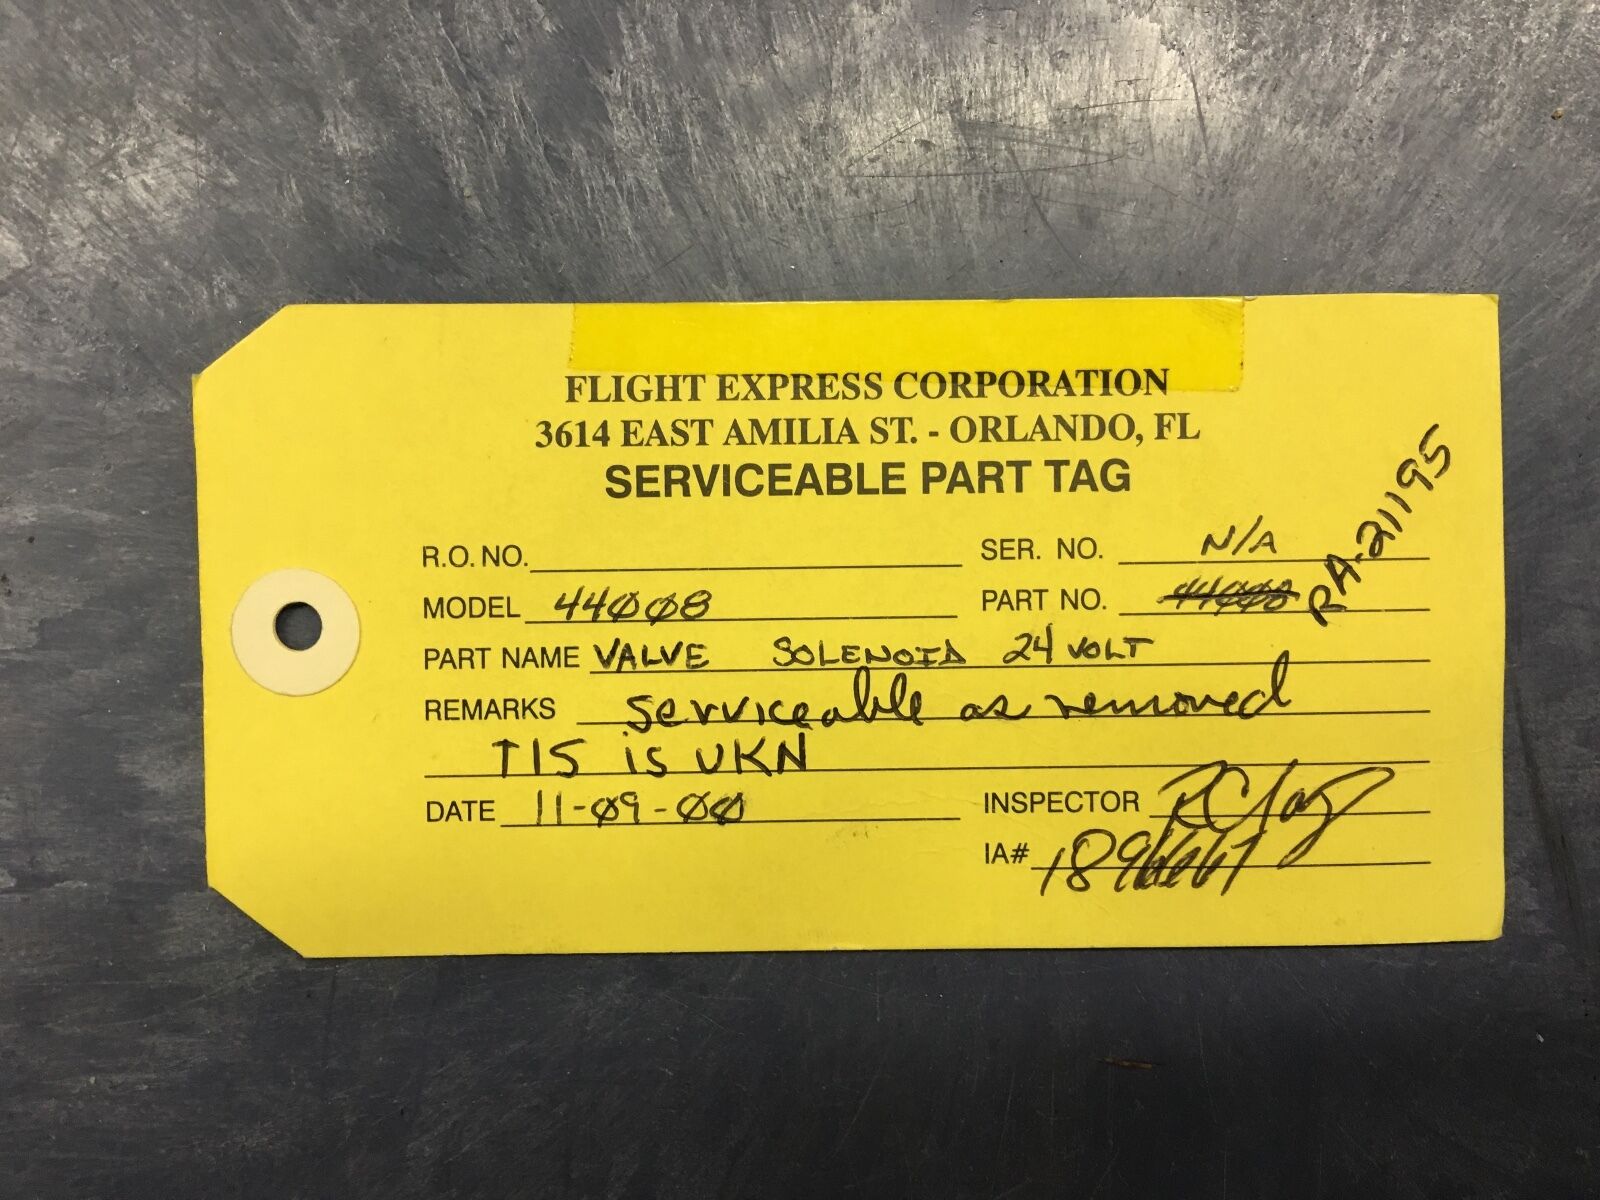 FLIGHT EXPRESS CORPORATION
3614 EAST AMILIA ST. - ORLANDO, FL
SERVICEABLE PART TAG
R.O. NO.
SER. NO. N/A
MODEL 44008
PART NO. 44008 RA-21195
PART NAME VALVE SOLENOID 24 VOLT
REMARKS serviceable as removed
TIS is UKN
DATE 11-09-00
INSPECTOR
IA#